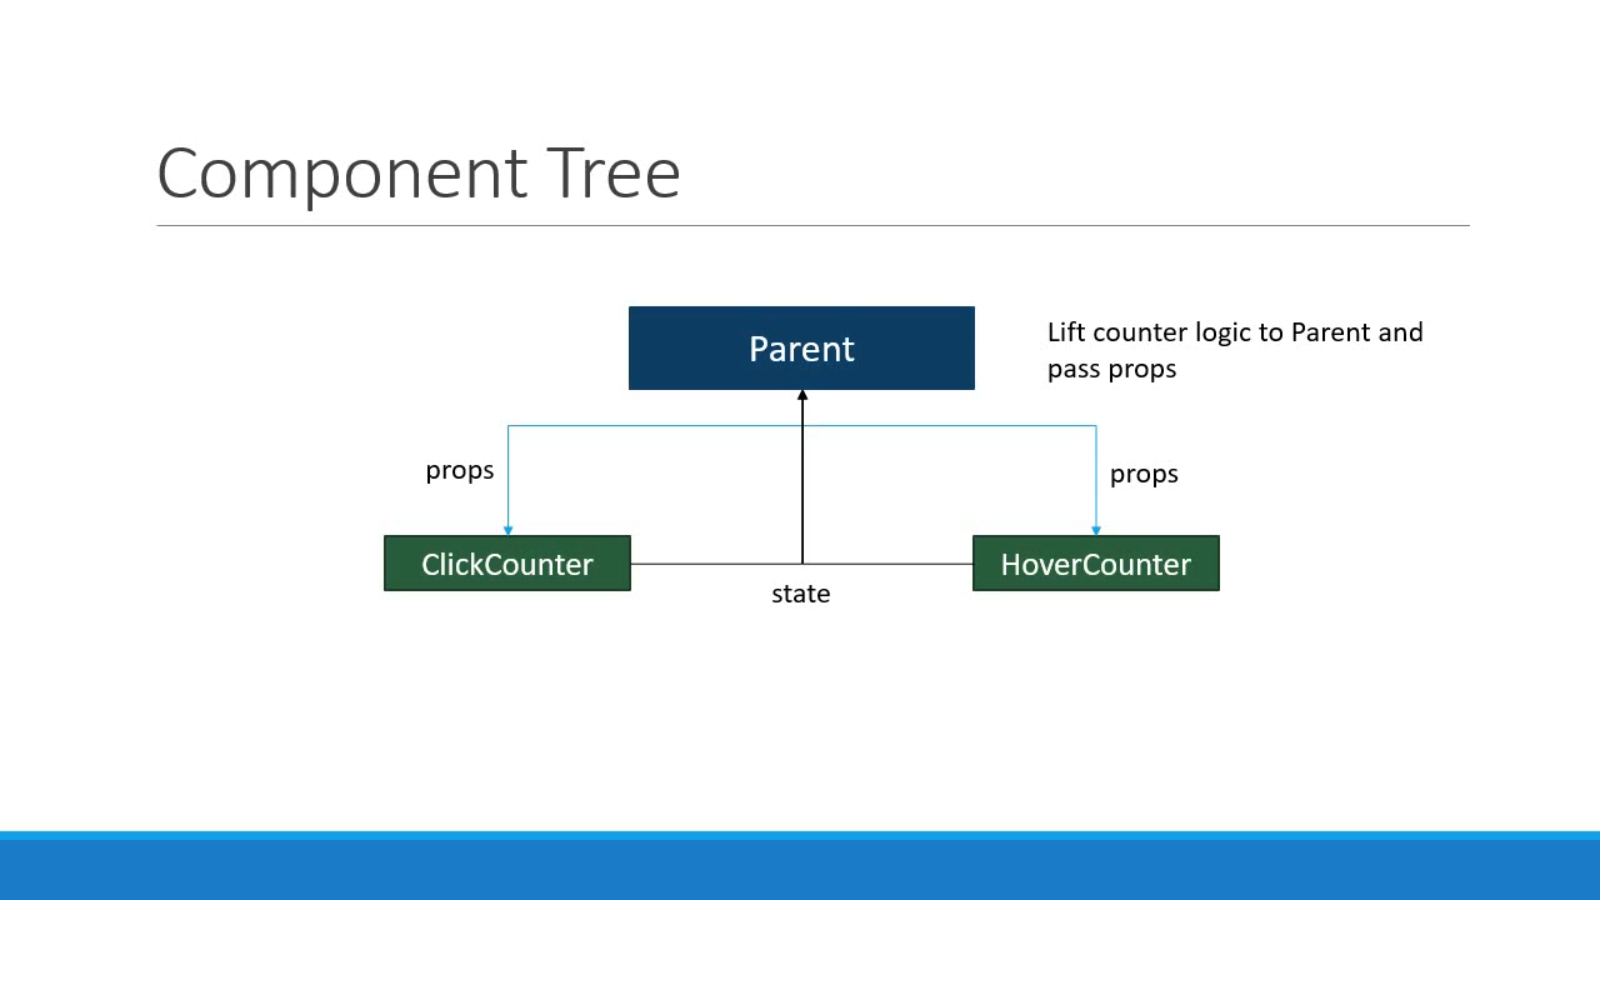 Component Tree
Parent
Lift counter logic to Parent and
pass props
props
props
ClickCounter
HoverCounter
state